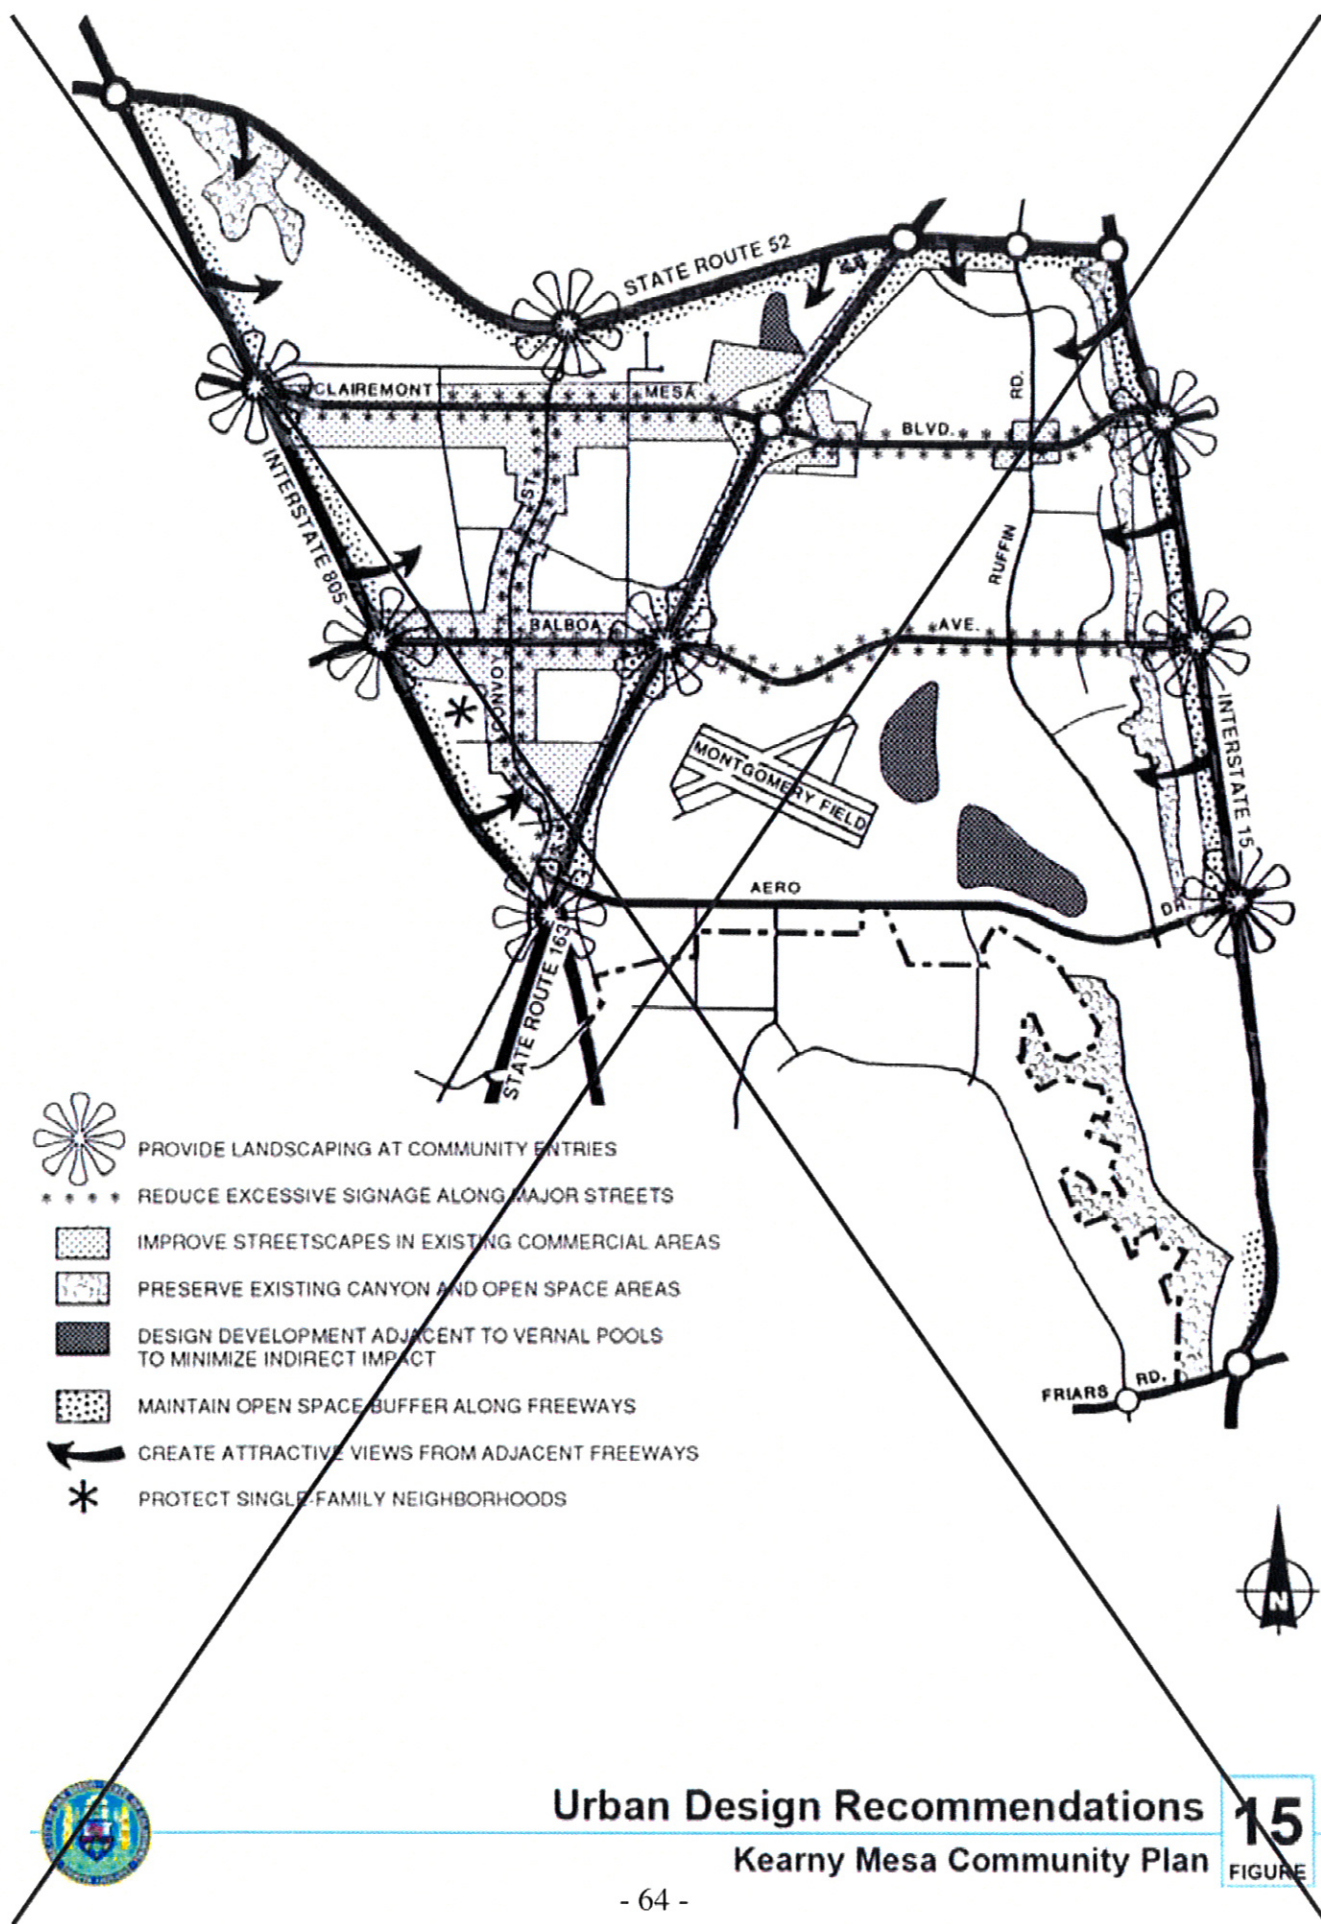 STATE ROUTE 52
CLAIREMONT
MESA
BLVD.
RD.
INTERSTATE 805
ST.
RUFFIN
BALBOA
AVE.
CONVOY
MONTGOMERY FIELD
INTERSTATE 15
AERO
DR.
STATE ROUTE 163
FRIARS
RD.
PROVIDE LANDSCAPING AT COMMUNITY ENTRIES
REDUCE EXCESSIVE SIGNAGE ALONG MAJOR STREETS
IMPROVE STREETSCAPES IN EXISTING COMMERCIAL AREAS
PRESERVE EXISTING CANYON AND OPEN SPACE AREAS
DESIGN DEVELOPMENT ADJACENT TO VERNAL POOLS
TO MINIMIZE INDIRECT IMPACT
MAINTAIN OPEN SPACE BUFFER ALONG FREEWAYS
CREATE ATTRACTIVE VIEWS FROM ADJACENT FREEWAYS
PROTECT SINGLE-FAMILY NEIGHBORHOODS
N
Urban Design Recommendations
15
Kearny Mesa Community Plan
FIGURE
- 64 -